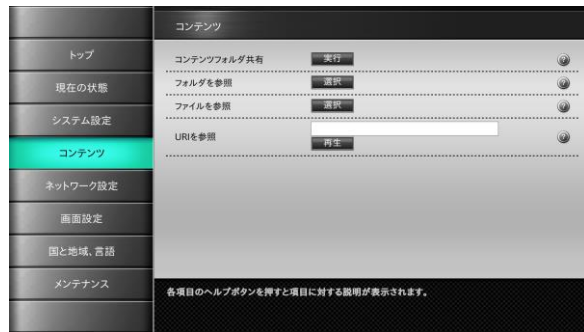 コンテンツ
トップ
現在の状態
システム設定
コンテンツ
ネットワーク設定
画面設定
国と地域、言語
メンテナンス
コンテンツフォルダ共有 実行 ?
フォルダを参照 選択 ?
ファイルを参照 選択 ?
URIを参照 再生 ?
各項目のヘルプボタンを押すと項目に対する説明が表示されます。